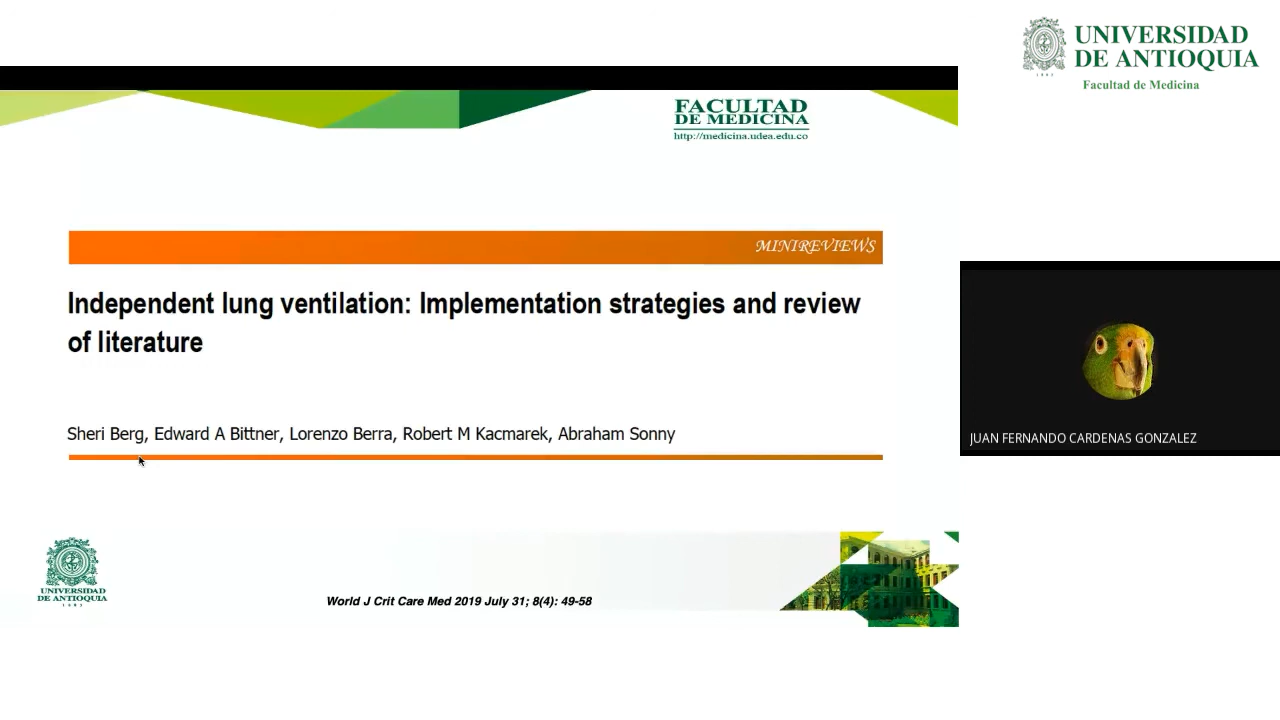 UNIVERSIDAD
DE ANTIOQUIA
1803
Facultad de Medicina
FACULTAD
DE MEDICINA
http://medicina.udea.edu.co
MINIREVIEWS
Independent lung ventilation: Implementation strategies and review
of literature
Sheri Berg, Edward A Bittner, Lorenzo Berra, Robert M Kacmarek, Abraham Sonny
JUAN FERNANDO CARDENAS GONZALEZ
UNIVERSIDAD
DE ANTIOQUIA
1803
World J Crit Care Med 2019 July 31; 8(4): 49-58